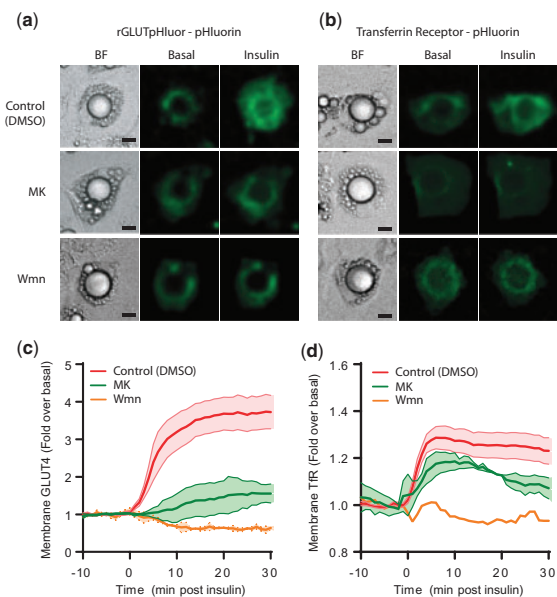 (a)
rGLUTpHluor - pHluorin
BF Basal Insulin
Control
(DMSO)
MK
Wmn
(b)
Transferrin Receptor - pHluorin
BF Basal Insulin
(c)
Membrane GLUT4 (Fold over basal)
5
4
3
2
1
0
Control (DMSO)
MK
Wmn
-10 0 10 20 30
Time (min post insulin)
(d)
Membrane TfR (Fold over basal)
1.6
1.4
1.2
1.0
0.8
Control (DMSO)
MK
Wmn
-10 0 10 20 30
Time (min post insulin)